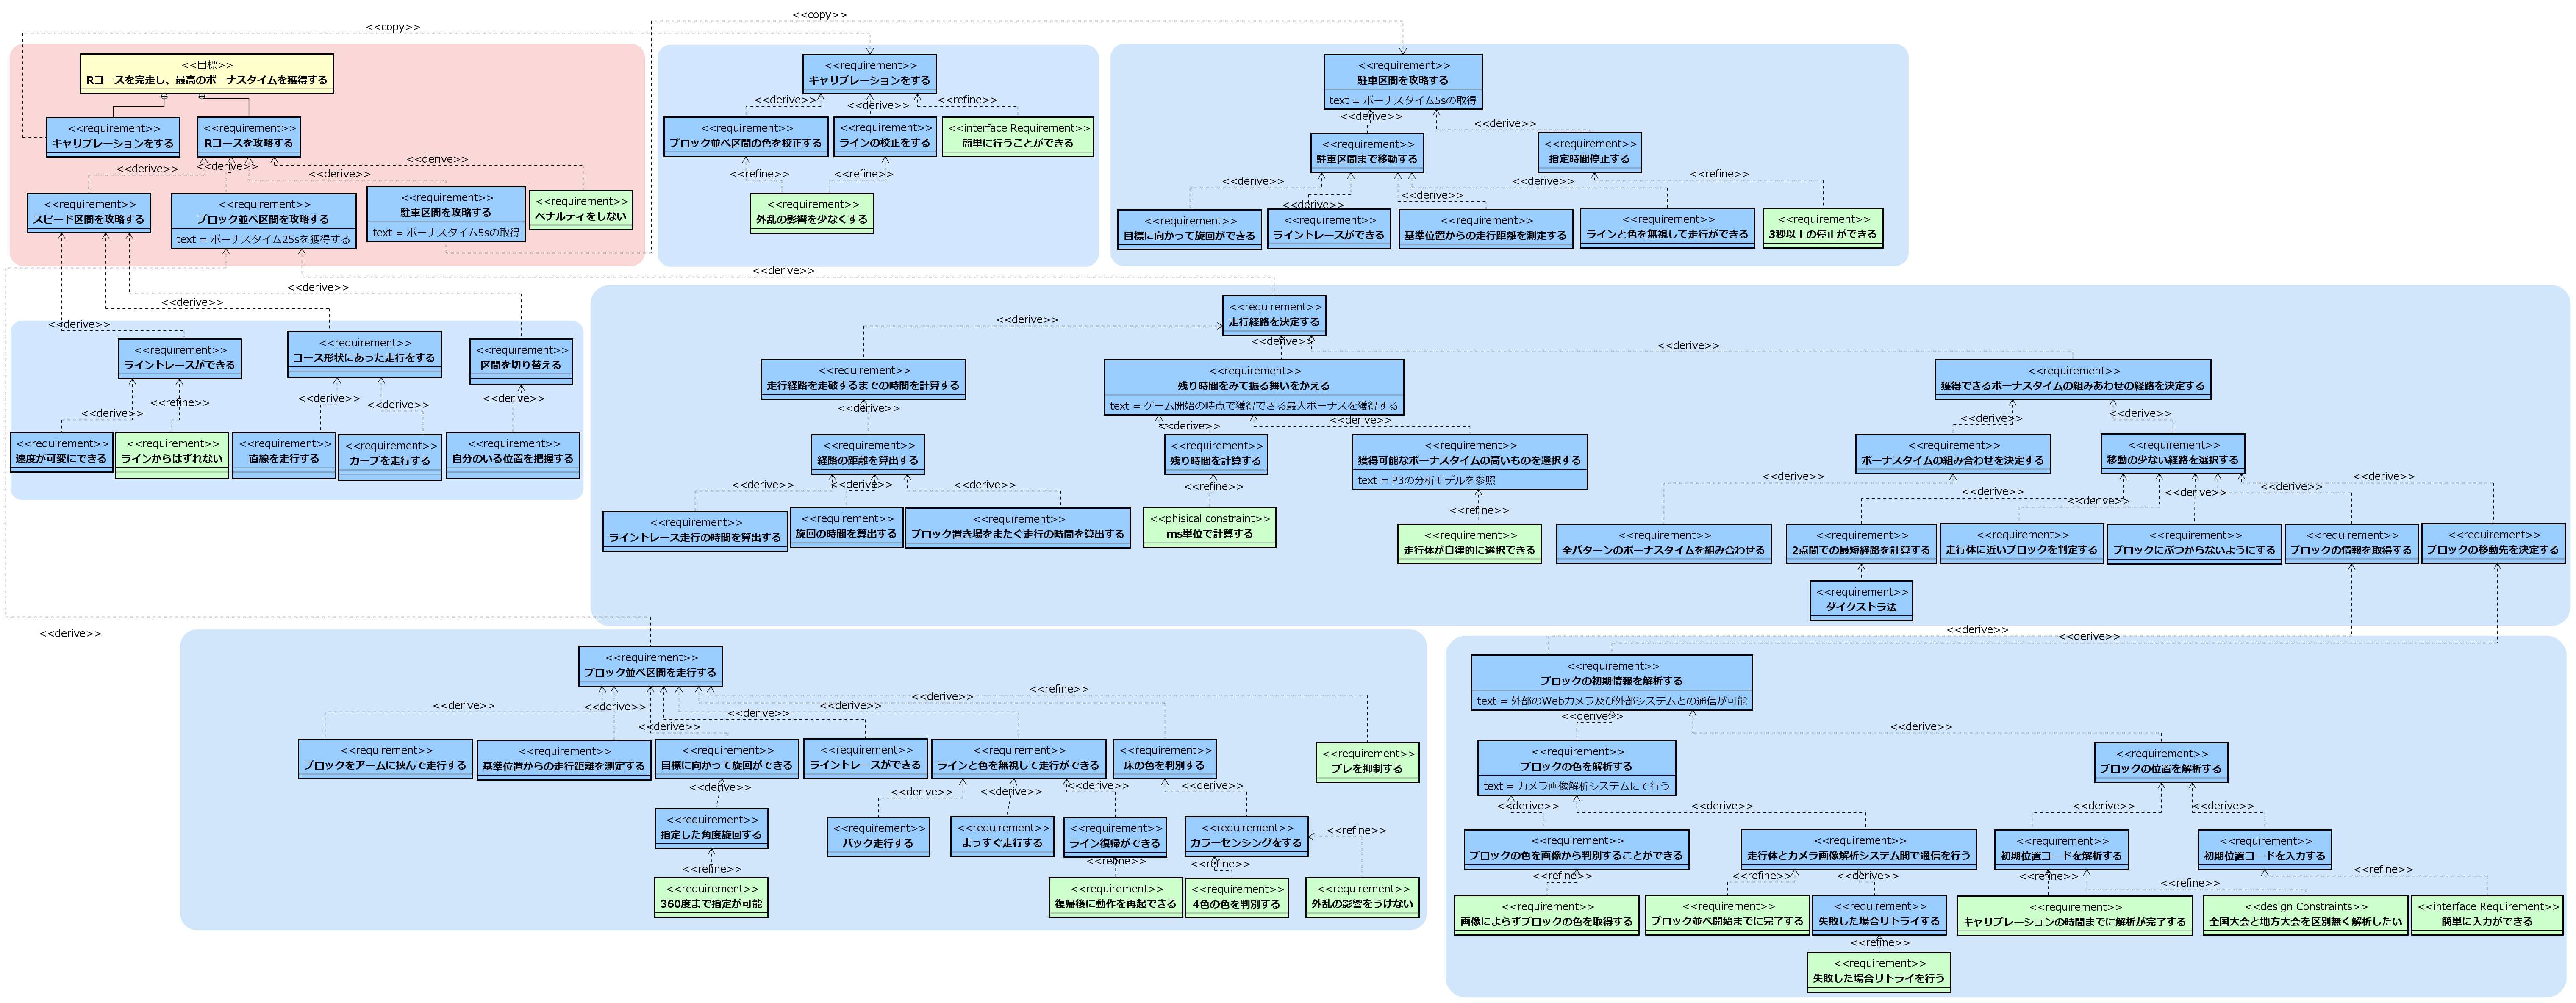 <<copy>>
<<copy>>
<<目標>>
Rコースを完走し、最高のボーナスタイムを獲得する
<<requirement>>
キャリブレーションをする
<<requirement>>
Rコースを攻略する
<<derive>>
<<derive>>
<<derive>>
<<derive>>
<<requirement>>
スピード区間を攻略する
<<requirement>>
ブロック並べ区間を攻略する
text = ボーナスタイム25sを獲得する
<<requirement>>
駐車区間を攻略する
text = ボーナスタイム5sの取得
<<requirement>>
ペナルティをしない
<<requirement>>
キャリブレーションをする
<<derive>>
<<derive>>
<<refine>>
<<requirement>>
ブロック並べ区間の色を校正する
<<requirement>>
ラインの校正をする
<<interface Requirement>>
簡単に行うことができる
<<refine>>
<<refine>>
<<requirement>>
外乱の影響を少なくする
<<requirement>>
駐車区間を攻略する
text = ボーナスタイム5sの取得
<<derive>>
<<derive>>
<<requirement>>
駐車区間まで移動する
<<requirement>>
指定時間停止する
<<derive>>
<<derive>>
<<derive>>
<<derive>>
<<refine>>
<<requirement>>
目標に向かって旋回ができる
<<requirement>>
ライントレースができる
<<requirement>>
基準位置からの走行距離を測定する
<<requirement>>
ラインと色を無視して走行ができる
<<requirement>>
3秒以上の停止ができる
<<derive>>
<<derive>>
<<derive>>
<<derive>>
<<requirement>>
ライントレースができる
<<requirement>>
コース形状にあった走行をする
<<requirement>>
区間を切り替える
<<derive>>
<<refine>>
<<derive>>
<<derive>>
<<derive>>
<<requirement>>
速度が可変にできる
<<requirement>>
ラインからはずれない
<<requirement>>
直線を走行する
<<requirement>>
カーブを走行する
<<requirement>>
自分のいる位置を把握する
<<requirement>>
走行経路を決定する
<<derive>>
<<derive>>
<<derive>>
<<requirement>>
走行経路を走破するまでの時間を計算する
<<requirement>>
残り時間をみて振る舞いをかえる
text = ゲーム開始の時点で獲得できる最大ボーナスを獲得する
<<requirement>>
獲得できるボーナスタイムの組みあわせの経路を決定する
<<derive>>
<<derive>>
<<derive>>
<<derive>>
<<derive>>
<<requirement>>
経路の距離を算出する
<<requirement>>
残り時間を計算する
<<requirement>>
獲得可能なボーナスタイムの高いものを選択する
text = P3の分析モデルを参照
<<requirement>>
ボーナスタイムの組み合わせを決定する
<<requirement>>
移動の少ない経路を選択する
<<derive>>
<<derive>>
<<derive>>
<<refine>>
<<refine>>
<<derive>>
<<derive>>
<<derive>>
<<derive>>
<<derive>>
<<derive>>
<<requirement>>
ライントレース走行の時間を算出する
<<requirement>>
旋回の時間を算出する
<<requirement>>
ブロック置き場をまたぐ走行の時間を算出する
<<phisical constraint>>
ms単位で計算する
<<requirement>>
走行体が自律的に選択できる
<<requirement>>
全パターンのボーナスタイムを組み合わせる
<<requirement>>
2点間での最短経路を計算する
<<requirement>>
走行体に近いブロックを判定する
<<requirement>>
ブロックにぶつからないようにする
<<requirement>>
ブロックの情報を取得する
<<requirement>>
ブロックの移動先を決定する
<<requirement>>
ダイクストラ法
<<derive>>
<<requirement>>
ブロック並べ区間を走行する
<<derive>>
<<derive>>
<<derive>>
<<derive>>
<<derive>>
<<refine>>
<<requirement>>
ブロックをアームに挟んで走行する
<<requirement>>
基準位置からの走行距離を測定する
<<requirement>>
目標に向かって旋回ができる
<<requirement>>
ライントレースができる
<<requirement>>
ラインと色を無視して走行ができる
<<requirement>>
床の色を判別する
<<requirement>>
ブレを抑制する
<<derive>>
<<derive>>
<<derive>>
<<derive>>
<<derive>>
<<requirement>>
指定した角度旋回する
<<requirement>>
バック走行する
<<requirement>>
まっすぐ走行する
<<requirement>>
ライン復帰ができる
<<requirement>>
カラーセンシングをする
<<refine>>
<<refine>>
<<refine>>
<<refine>>
<<requirement>>
360度まで指定が可能
<<requirement>>
復帰後に動作を再起できる
<<requirement>>
4色の色を判別する
<<requirement>>
外乱の影響をうけない
<<derive>>
<<derive>>
<<requirement>>
ブロックの初期情報を解析する
text = 外部のWebカメラ及び外部システムとの通信が可能
<<derive>>
<<derive>>
<<requirement>>
ブロックの色を解析する
text = カメラ画像解析システムにて行う
<<requirement>>
ブロックの位置を解析する
<<derive>>
<<derive>>
<<derive>>
<<derive>>
<<requirement>>
ブロックの色を画像から判別することができる
<<requirement>>
走行体とカメラ画像解析システム間で通信を行う
<<requirement>>
初期位置コードを解析する
<<requirement>>
初期位置コードを入力する
<<refine>>
<<refine>>
<<derive>>
<<refine>>
<<refine>>
<<refine>>
<<requirement>>
画像によらずブロックの色を取得する
<<requirement>>
ブロック並べ開始までに完了する
<<requirement>>
失敗した場合リトライする
<<requirement>>
キャリブレーションの時間までに解析が完了する
<<design Constraints>>
全国大会と地方大会を区別無く解析したい
<<interface Requirement>>
簡単に入力ができる
<<refine>>
<<requirement>>
失敗した場合リトライを行う